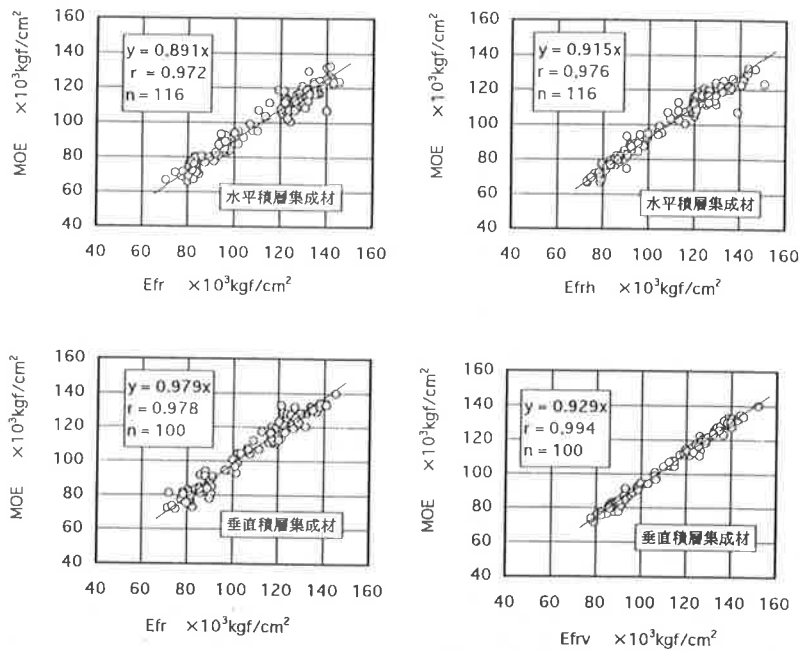 160
140
120
100
80
60
40
MOE ×10³kgf/cm²
y = 0.891x
r = 0.972
n = 116
水平積層集成材
40 60 80 100 120 140 160
Efr ×10³kgf/cm²
160
140
120
100
80
60
40
MOE ×10³kgf/cm²
y = 0.915x
r = 0,976
n = 116
水平積層集成材
40 60 80 100 120 140 160
Efrh ×10³kgf/cm²
160
140
120
100
80
60
40
MOE ×10³kgf/cm²
y = 0.979x
r = 0.978
n = 100
垂直積層集成材
40 60 80 100 120 140 160
Efr ×10³kgf/cm²
160
140
120
100
80
60
40
MOE ×10³kgf/cm²
y = 0.929x
r = 0,994
n = 100
垂直積層集成材
40 60 80 100 120 140 160
Efrv ×10³kgf/cm²